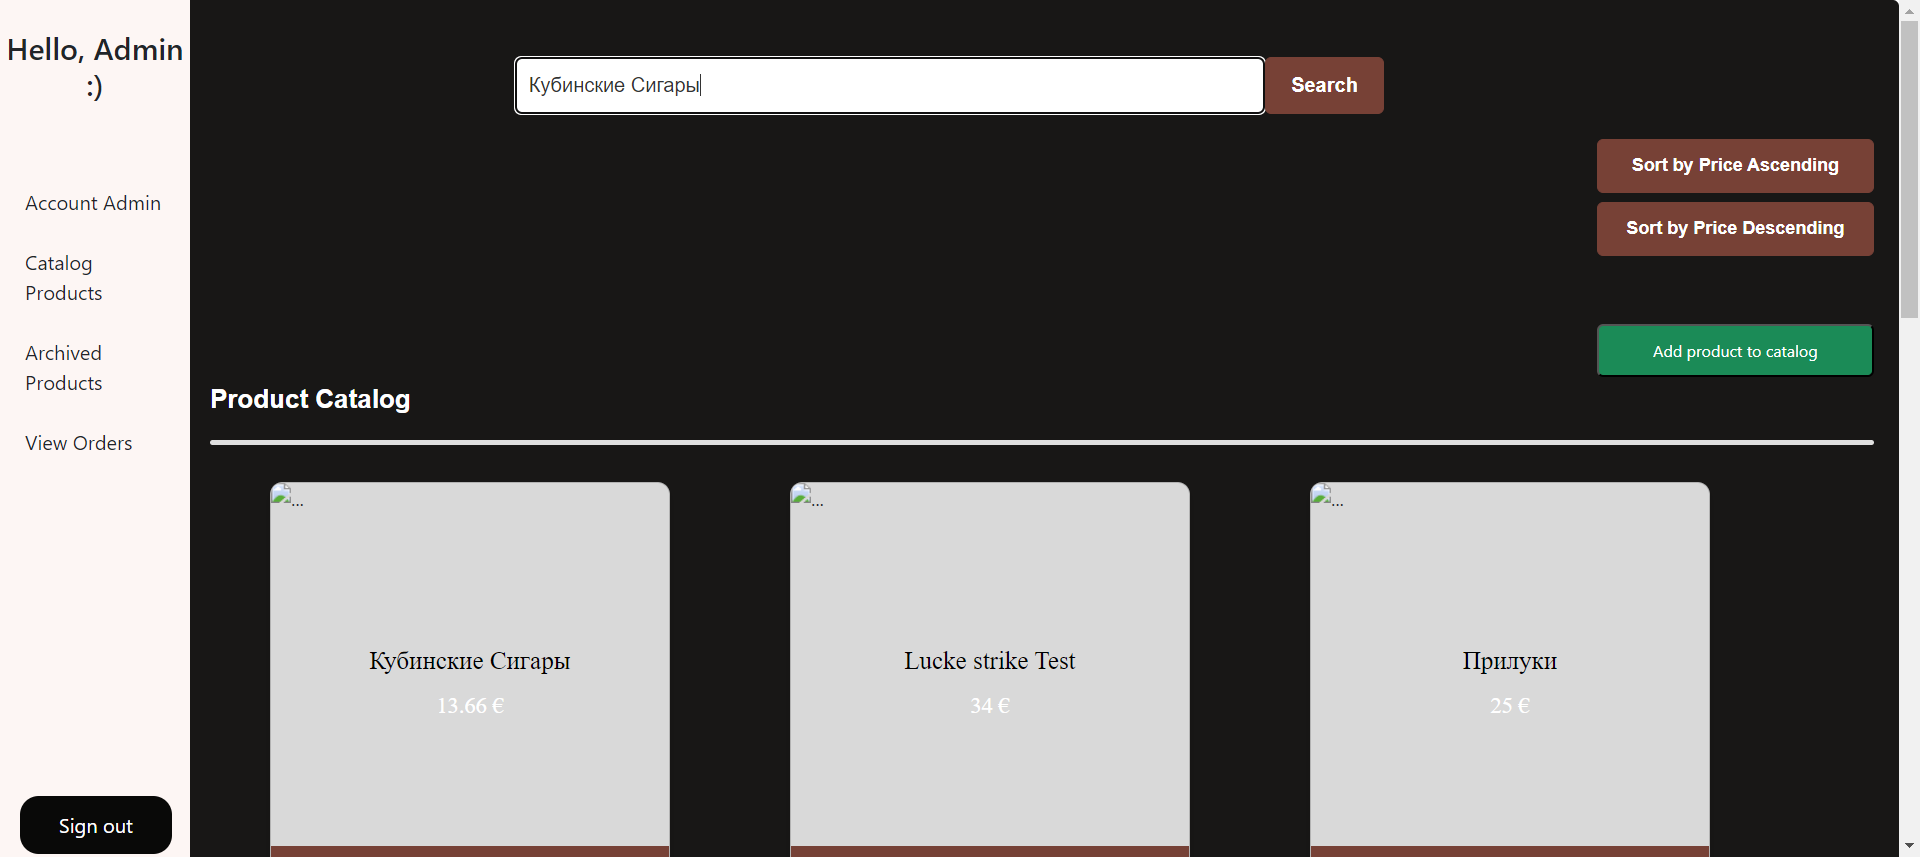 Hello, Admin
:)
Account Admin
Catalog
Products
Archived
Products
View Orders
Sign out
Кубинские Сигары
Search
Sort by Price Ascending
Sort by Price Descending
Add product to catalog
Product Catalog
...
Кубинские Сигары
13.66 €
...
Lucke strike Test
34 €
...
Прилуки
25 €